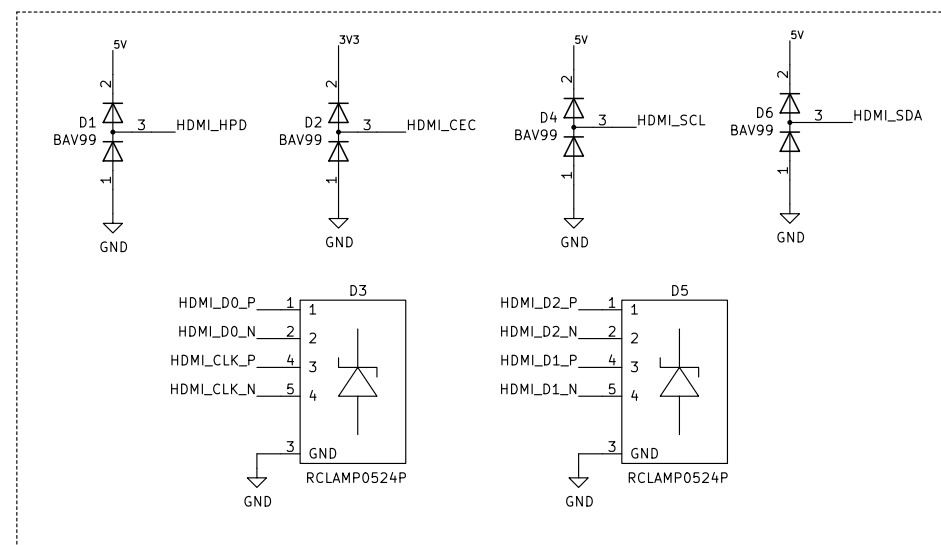 5V
2
D1
BAV99
3
HDMI_HPD
1
GND
3V3
2
D2
BAV99
3
HDMI_CEC
1
GND
5V
2
D4
BAV99
3
HDMI_SCL
1
GND
5V
2
D6
BAV99
3
HDMI_SDA
1
GND
D3
HDMI_D0_P 1 1
HDMI_D0_N 2 2
HDMI_CLK_P 4 3
HDMI_CLK_N 5 4
3 GND
GND
RCLAMP0524P
D5
HDMI_D2_P 1 1
HDMI_D2_N 2 2
HDMI_D1_P 4 3
HDMI_D1_N 5 4
3 GND
GND
RCLAMP0524P